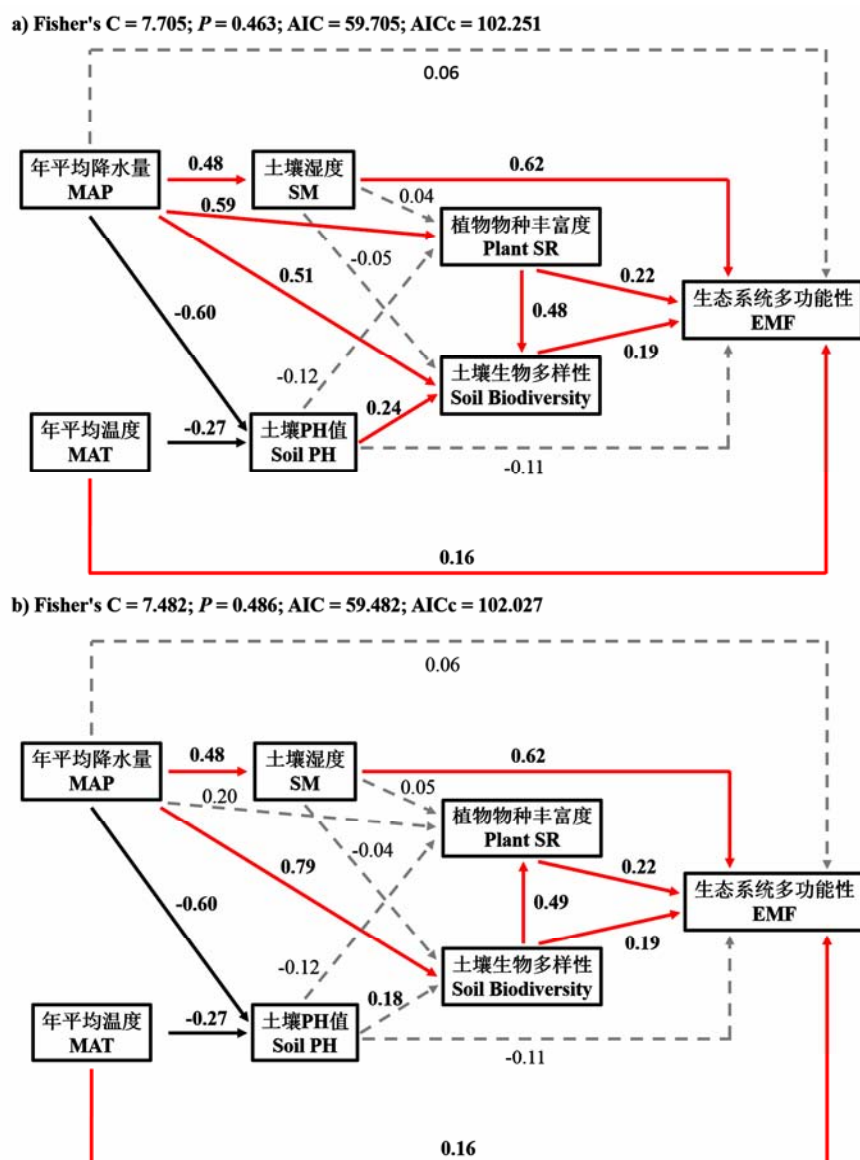 a) Fisher's C = 7.705; P = 0.463; AIC = 59.705; AICc = 102.251
0.06
年平均降水量
MAP
0.48
土壤湿度
SM
0.62
0.59
0.04
植物物种丰富度
Plant SR
-0.05
0.51
0.22
生态系统多功能性
EMF
-0.60
0.48
-0.12
0.19
土壤生物多样性
Soil Biodiversity
0.24
年平均温度
MAT
-0.27
土壤PH值
Soil PH
-0.11
0.16
b) Fisher's C = 7.482; P = 0.486; AIC = 59.482; AICc = 102.027
0.06
年平均降水量
MAP
0.48
土壤湿度
SM
0.62
0.20
0.05
植物物种丰富度
Plant SR
-0.04
0.79
0.22
生态系统多功能性
EMF
-0.60
0.49
0.19
-0.12
土壤生物多样性
Soil Biodiversity
0.18
年平均温度
MAT
-0.27
土壤PH值
Soil PH
-0.11
0.16